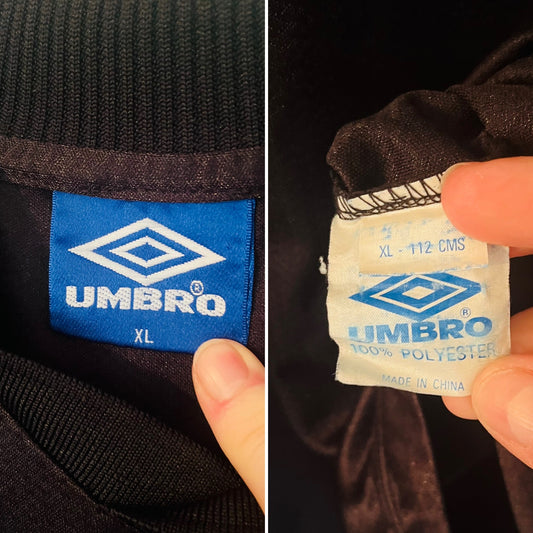 UMBRO®
XL
XL - 112 CMS
UMBRO®
100% POLYESTER
MADE IN CHINA